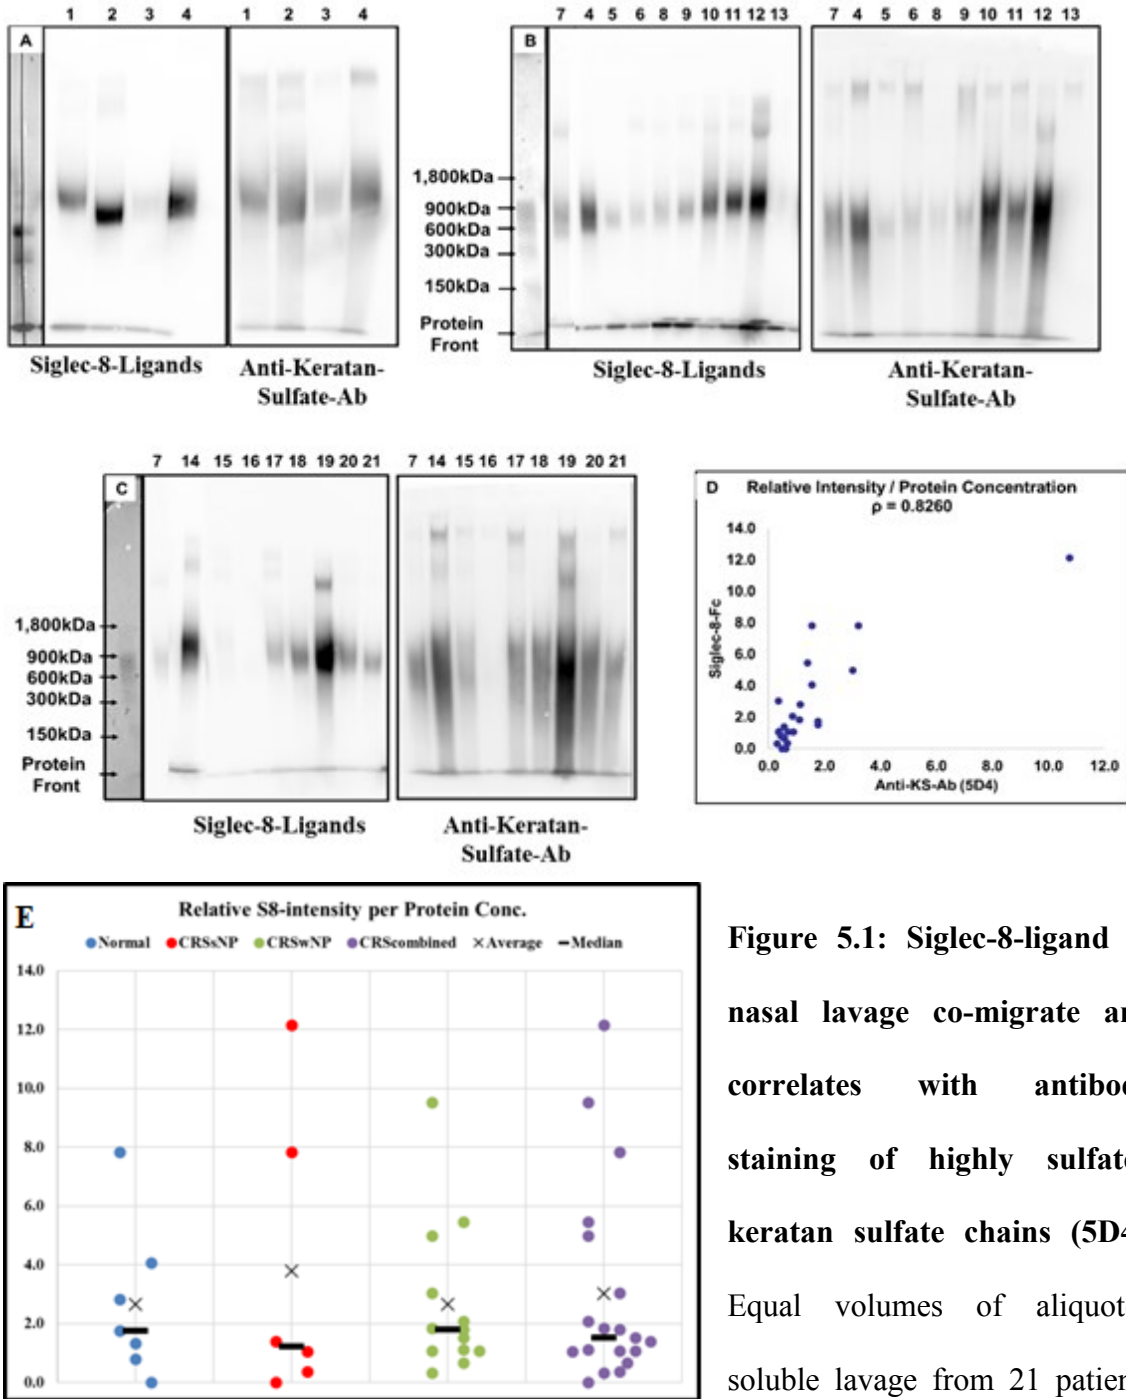 1 2 3 4
1 2 3 4
A
Siglec-8-Ligands
Anti-Keratan-
Sulfate-Ab
7 4 5 6 8 9 10 11 12 13
7 4 5 6 8 9 10 11 12 13
B
1,800kDa
900kDa
600kDa
300kDa
150kDa
Protein
Front
Siglec-8-Ligands
Anti-Keratan-
Sulfate-Ab
7 14 15 16 17 18 19 20 21
7 14 15 16 17 18 19 20 21
C
1,800kDa
900kDa
600kDa
300kDa
150kDa
Protein
Front
Siglec-8-Ligands
Anti-Keratan-
Sulfate-Ab
D Relative Intensity / Protein Concentration
ρ = 0.8260
14.0
12.0
10.0
8.0
6.0
4.0
2.0
0.0
Siglec-8-Fc
0.0 2.0 4.0 6.0 8.0 10.0 12.0
Anti-KS-Ab (5D4)
E Relative S8-intensity per Protein Conc.
Normal CRSsNP CRSwNP CRScombined Average Median
14.0
12.0
10.0
8.0
6.0
4.0
2.0
0.0
Figure 5.1: Siglec-8-ligand
nasal lavage co-migrate
correlates with
staining of highly
keratan sulfate chains (5D4
Equal volumes of
soluble lavage from 21